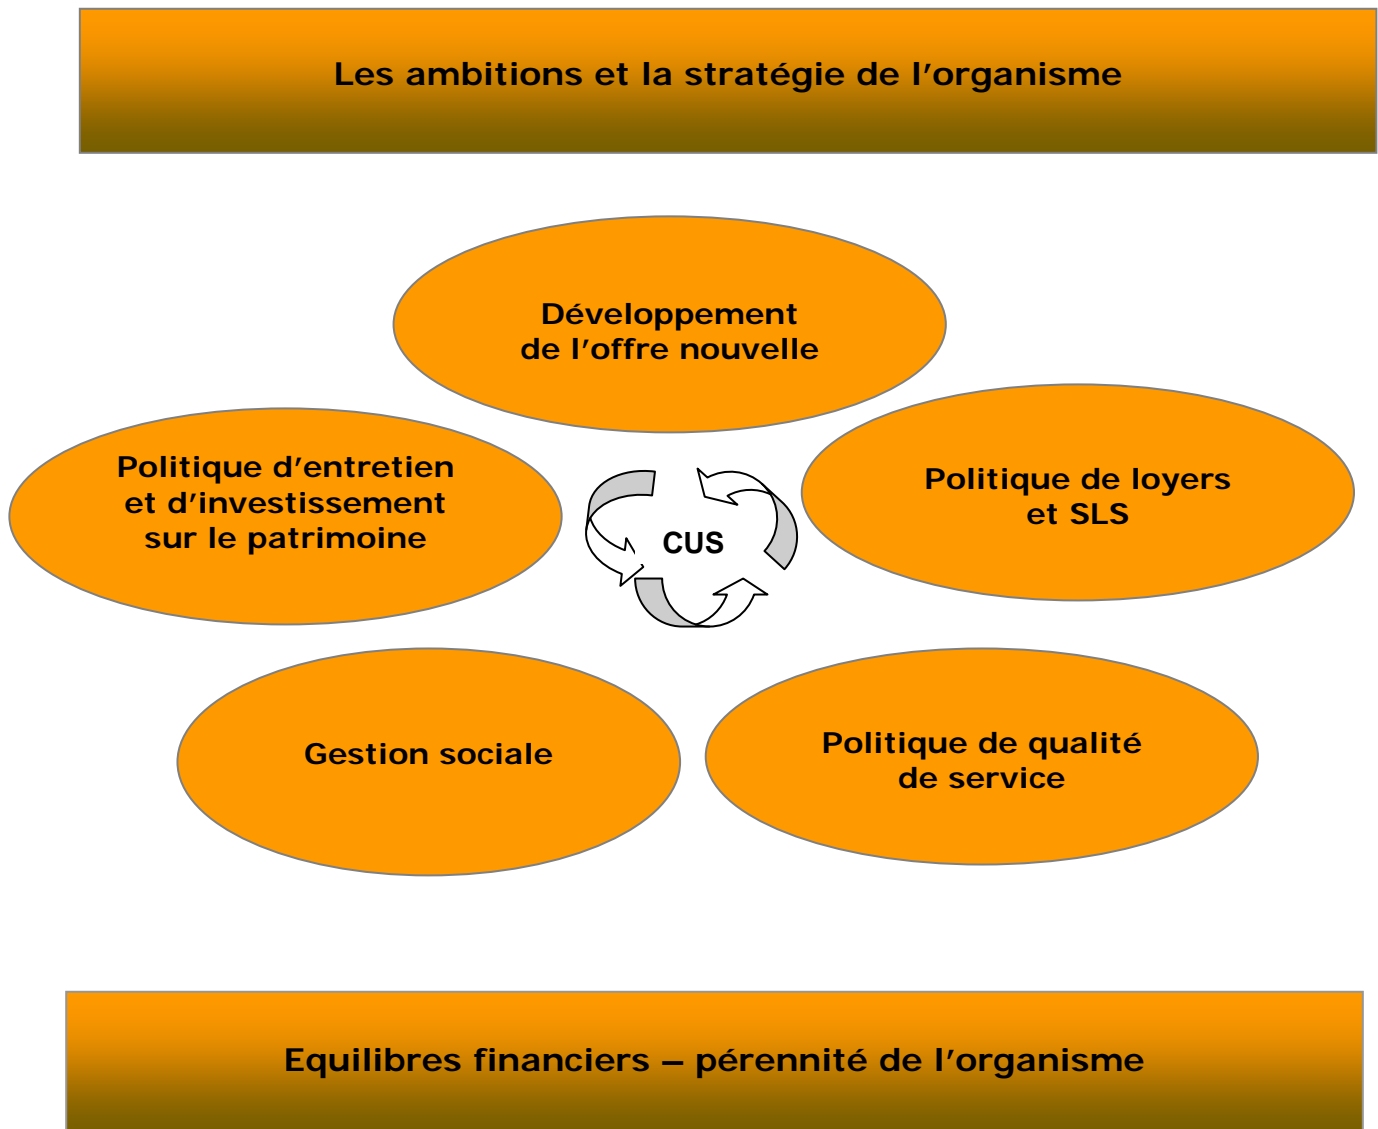 Les ambitions et la stratégie de l’organisme
Développement
de l’offre nouvelle
Politique d’entretien
et d’investissement
sur le patrimoine
Politique de loyers
et SLS
CUS
Gestion sociale
Politique de qualité
de service
Equilibres financiers – pérennité de l’organisme